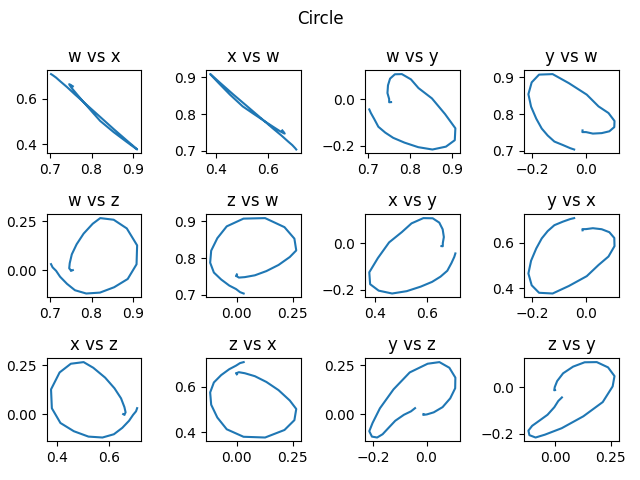 Circle
w vs x
x vs w
w vs y
y vs w
0.6
0.4
0.7 0.8 0.9
0.9
0.8
0.7
0.4 0.6
0.0
−0.2
0.7 0.8 0.9
0.9
0.8
0.7
−0.2 0.0
w vs z
z vs w
x vs y
y vs x
0.25
0.00
0.7 0.8 0.9
0.9
0.8
0.7
0.00 0.25
0.0
−0.2
0.4 0.6
0.6
0.4
−0.2 0.0
x vs z
z vs x
y vs z
z vs y
0.25
0.00
0.4 0.6
0.6
0.4
0.00 0.25
0.25
0.00
−0.2 0.0
0.0
−0.2
0.00 0.25